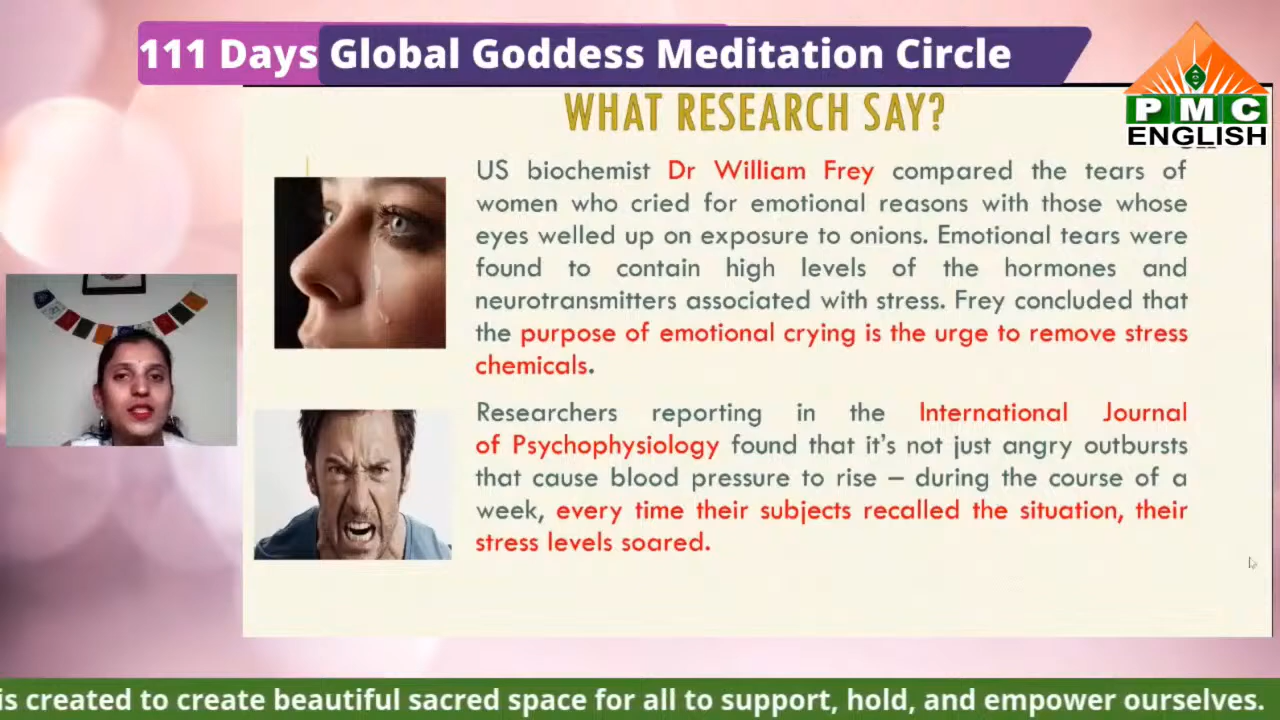 111 Days Global Goddess Meditation Circle
PMC
ENGLISH
WHAT RESEARCH SAY?
US biochemist Dr William Frey compared the tears of
women who cried for emotional reasons with those whose
eyes welled up on exposure to onions. Emotional tears were
found to contain high levels of the hormones and
neurotransmitters associated with stress. Frey concluded that
the purpose of emotional crying is the urge to remove stress
chemicals.
Researchers reporting in the International Journal
of Psychophysiology found that it's not just angry outbursts
that cause blood pressure to rise – during the course of a
week, every time their subjects recalled the situation, their
stress levels soared.
is created to create beautiful sacred space for all to support, hold, and empower ourselves.